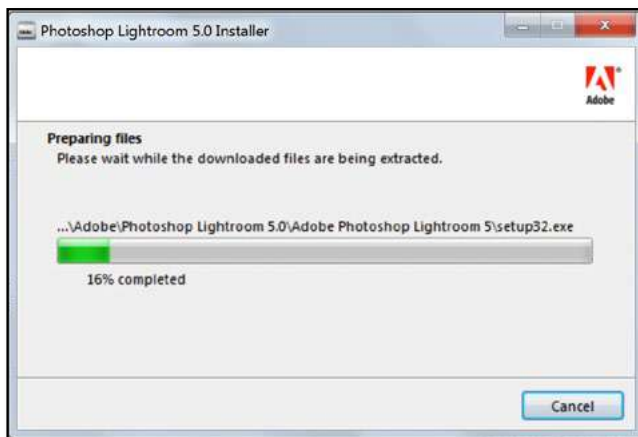 Photoshop Lightroom 5.0 Installer
Adobe
Preparing files
Please wait while the downloaded files are being extracted.
...\Adobe\Photoshop Lightroom 5.0\Adobe Photoshop Lightroom 5\setup32.exe
16% completed
Cancel